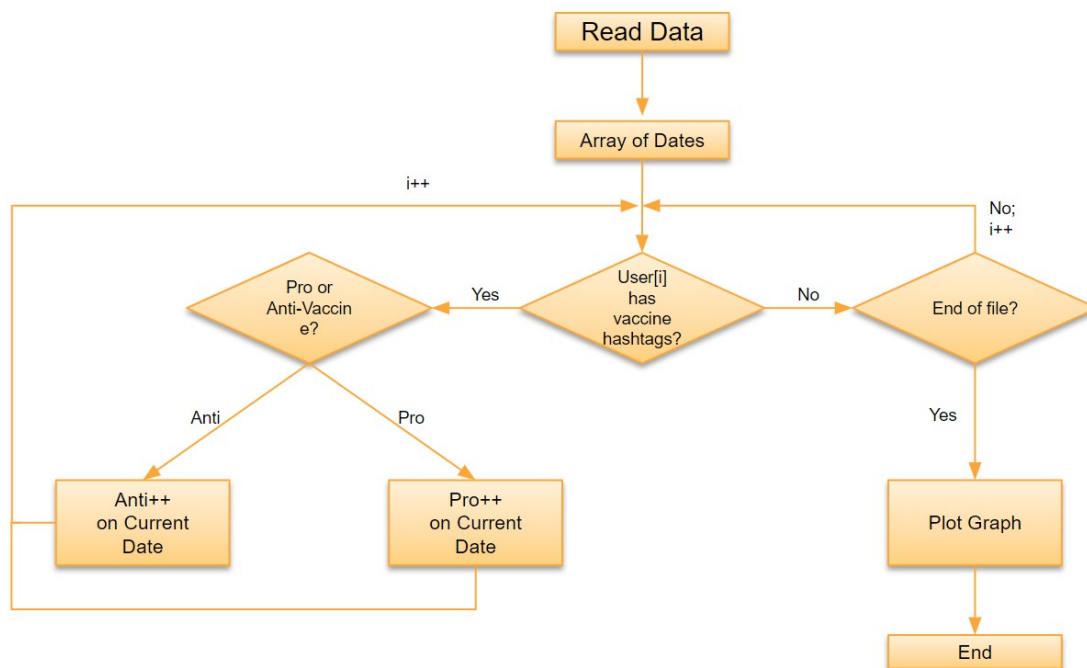 Read Data
Array of Dates
i++
No;
i++
Pro or
Anti-Vaccin
e?
Yes
User[i]
has
vaccine
hashtags?
No
End of file?
Anti
Pro
Yes
Anti++
on Current
Date
Pro++
on Current
Date
Plot Graph
End